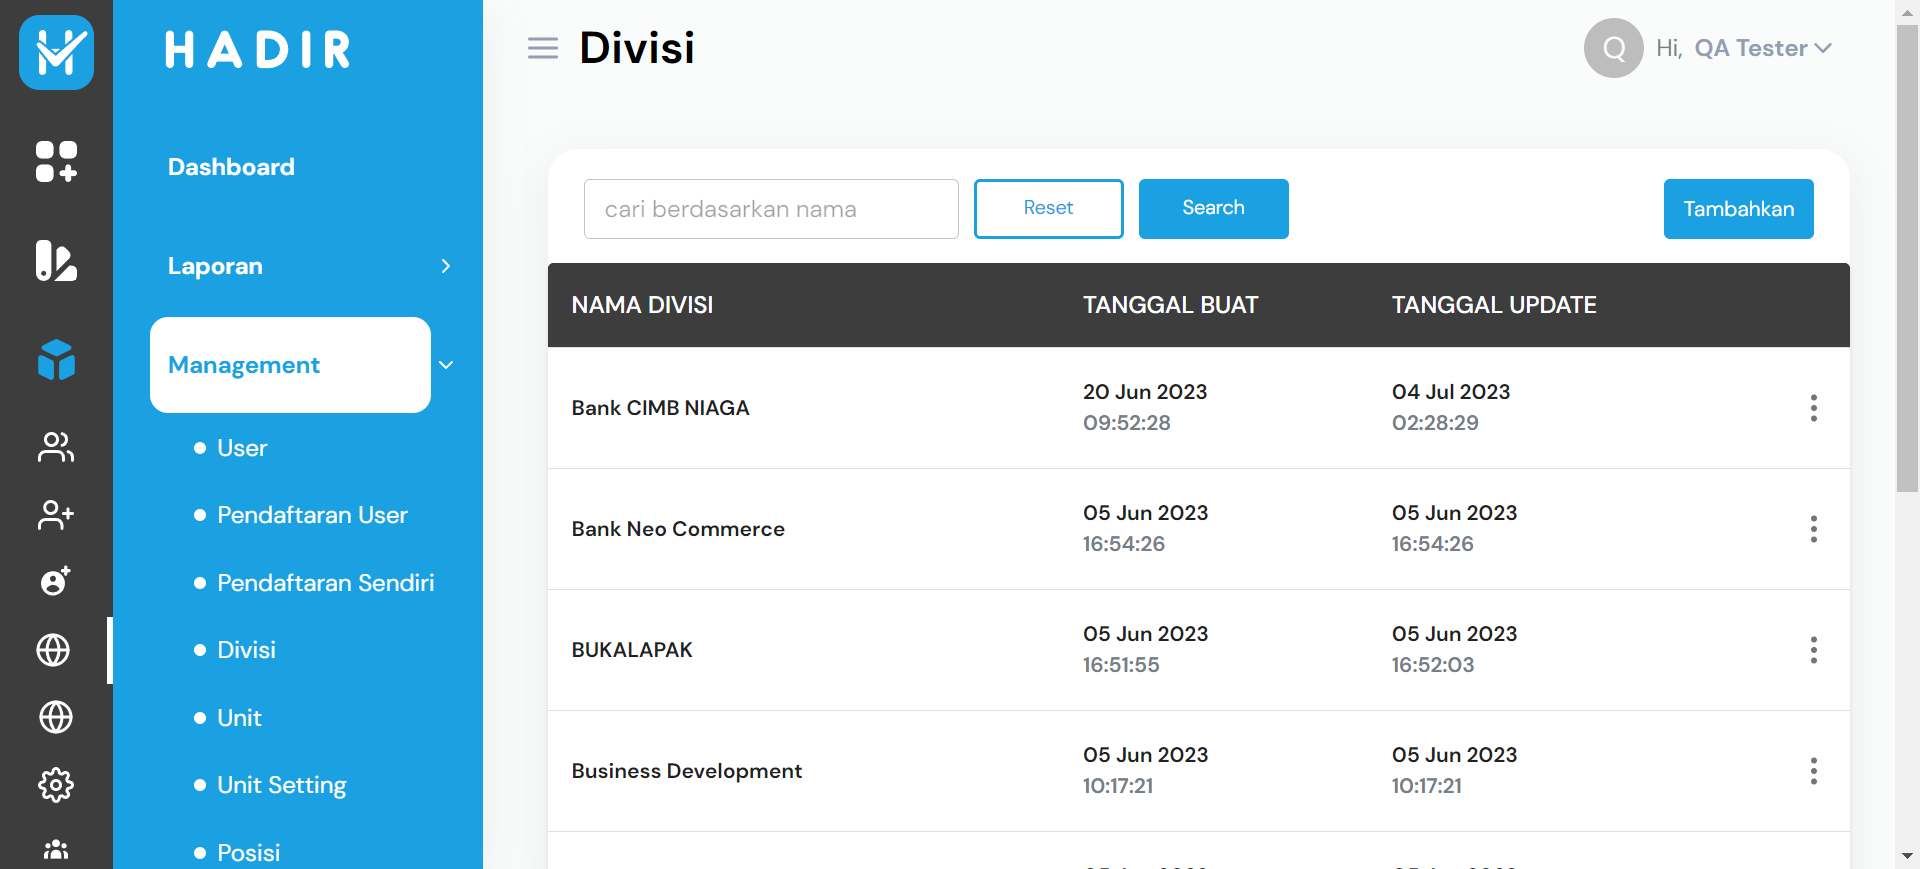 HADIR
Dashboard
Laporan
Management
User
Pendaftaran User
Pendaftaran Sendiri
Divisi
Unit
Unit Setting
Posisi
Divisi
Q
Hi, QA Tester
cari berdasarkan nama
Reset
Search
Tambahkan
NAMA DIVISI TANGGAL BUAT TANGGAL UPDATE
Bank CIMB NIAGA
20 Jun 2023
09:52:28
04 Jul 2023
02:28:29
Bank Neo Commerce
05 Jun 2023
16:54:26
05 Jun 2023
16:54:26
BUKALAPAK
05 Jun 2023
16:51:55
05 Jun 2023
16:52:03
Business Development
05 Jun 2023
10:17:21
05 Jun 2023
10:17:21